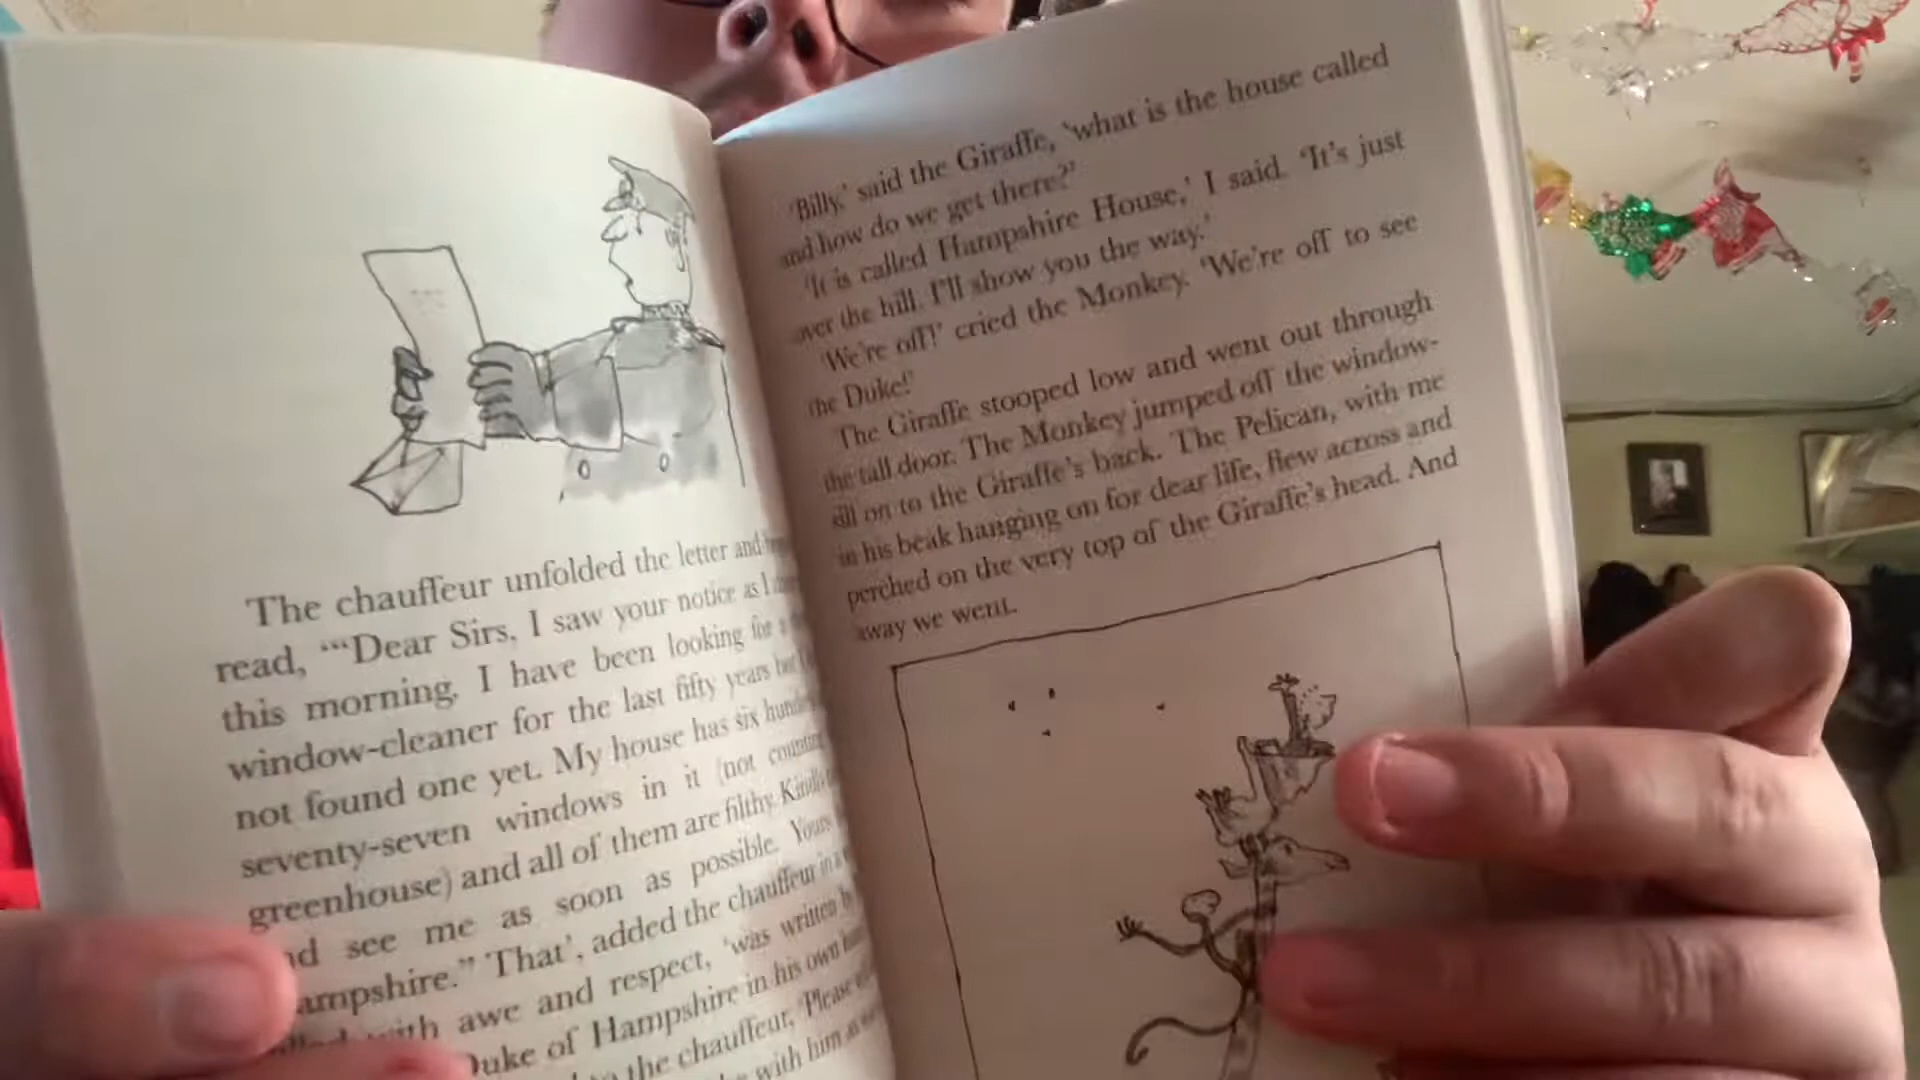 The chauffeur unfolded the letter and
read, '"Dear Sirs, I saw your notice as I
this morning. I have been looking for a
window-cleaner for the last fifty years but I
not found one yet. My house has six
seventy-seven windows in it (not counting
greenhouse) and all of them are filthy. Kindly
see me as soon as possible. Yours
ampshire." That', added the chauffeur in a
with awe and respect, 'was written by
Duke of Hampshire in his own
the chauffeur, 'Please
with him as
'Billy,' said the Giraffe, 'what is the house called
and how do we get there?'
'It is called Hampshire House,' I said. 'It's just
over the hill. I'll show you the way.'
'We're off!' cried the Monkey. 'We're off to see
the Duke!'
The Giraffe stooped low and went out through
the tall door. The Monkey jumped off the window-
sill on to the Giraffe's back. The Pelican, with me
in his beak hanging on for dear life, flew across and
perched on the very top of the Giraffe's head. And
away we went.